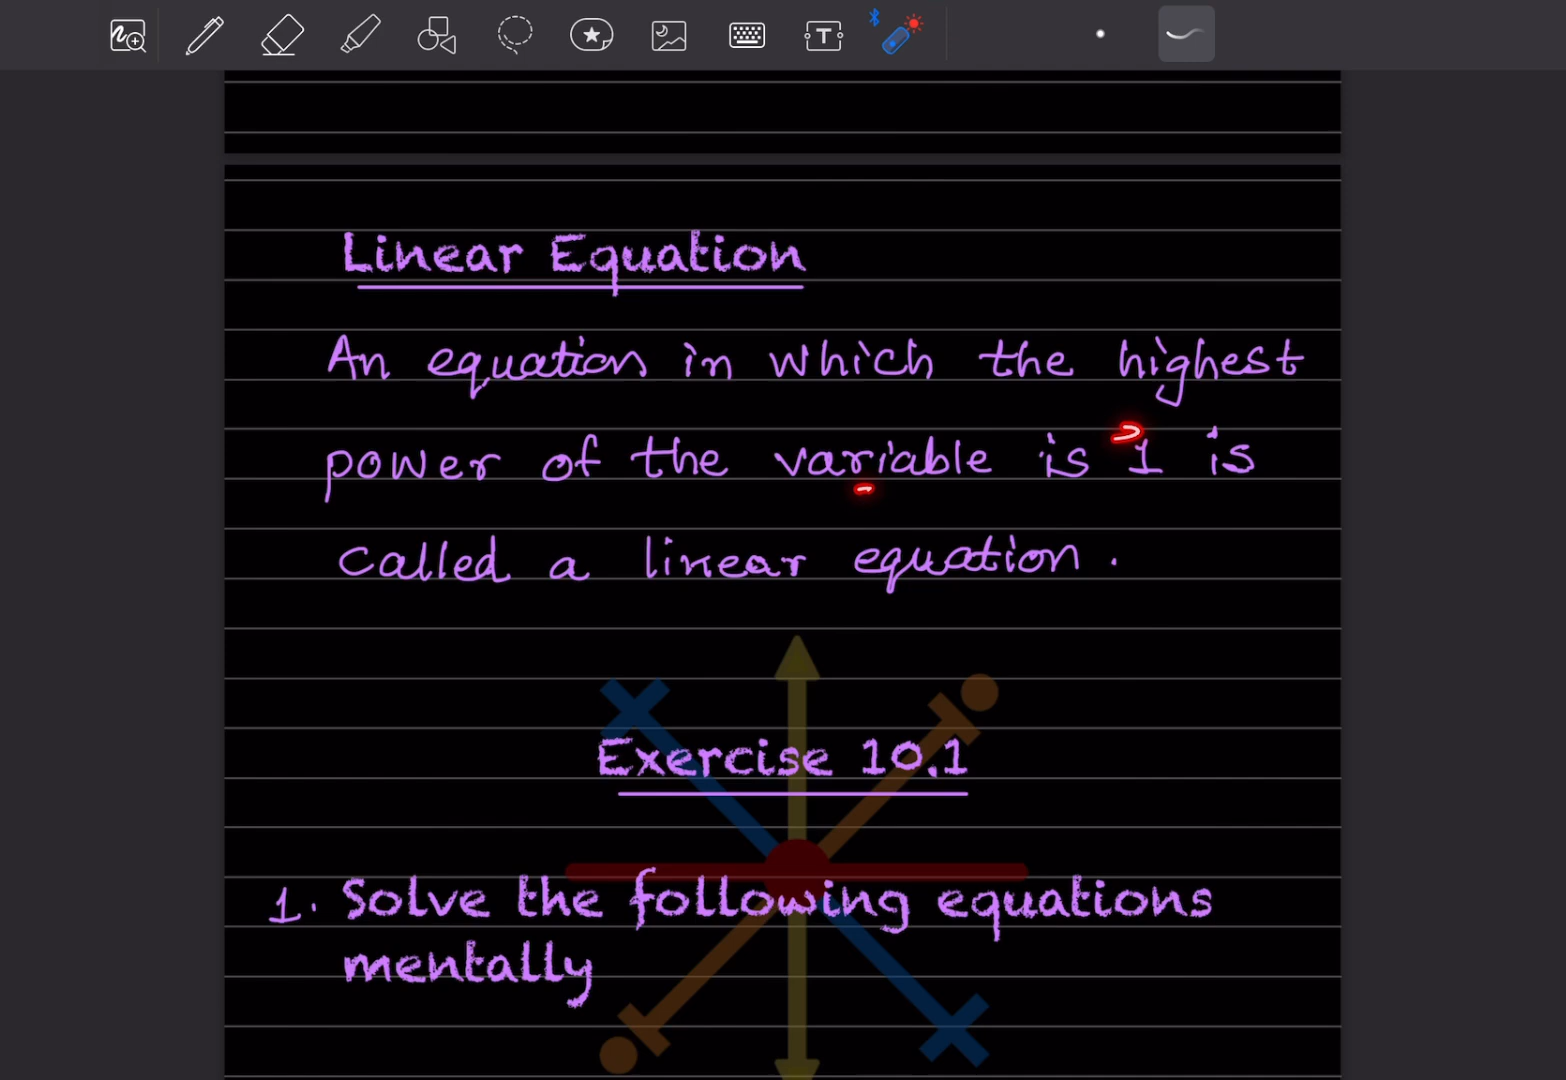 Linear Equation
An equation in which the highest
power of the variable is 1 is
called a linear equation.
Exercise 10.1
1. Solve the following equations
mentally